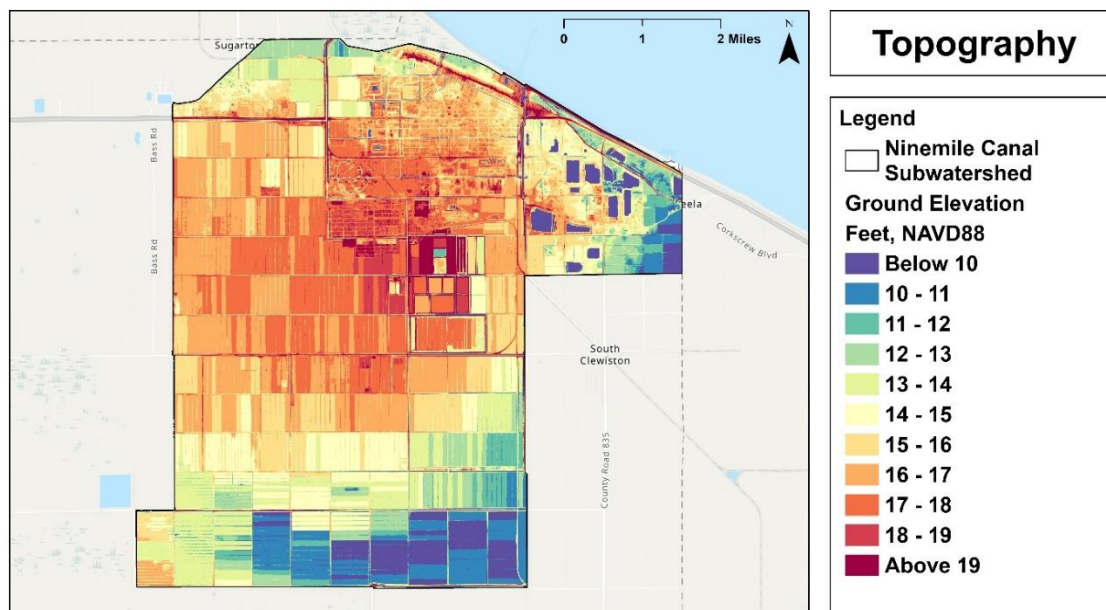 Sugarto
0 1 2 Miles
N
Bass Rd
Bass Rd
eela
Corkscrew Blvd
South
Clewiston
County Road 835
Topography
Legend
Ninemile Canal
Subwatershed
Ground Elevation
Feet, NAVD88
Below 10
10 - 11
11 - 12
12 - 13
13 - 14
14 - 15
15 - 16
16 - 17
17 - 18
18 - 19
Above 19